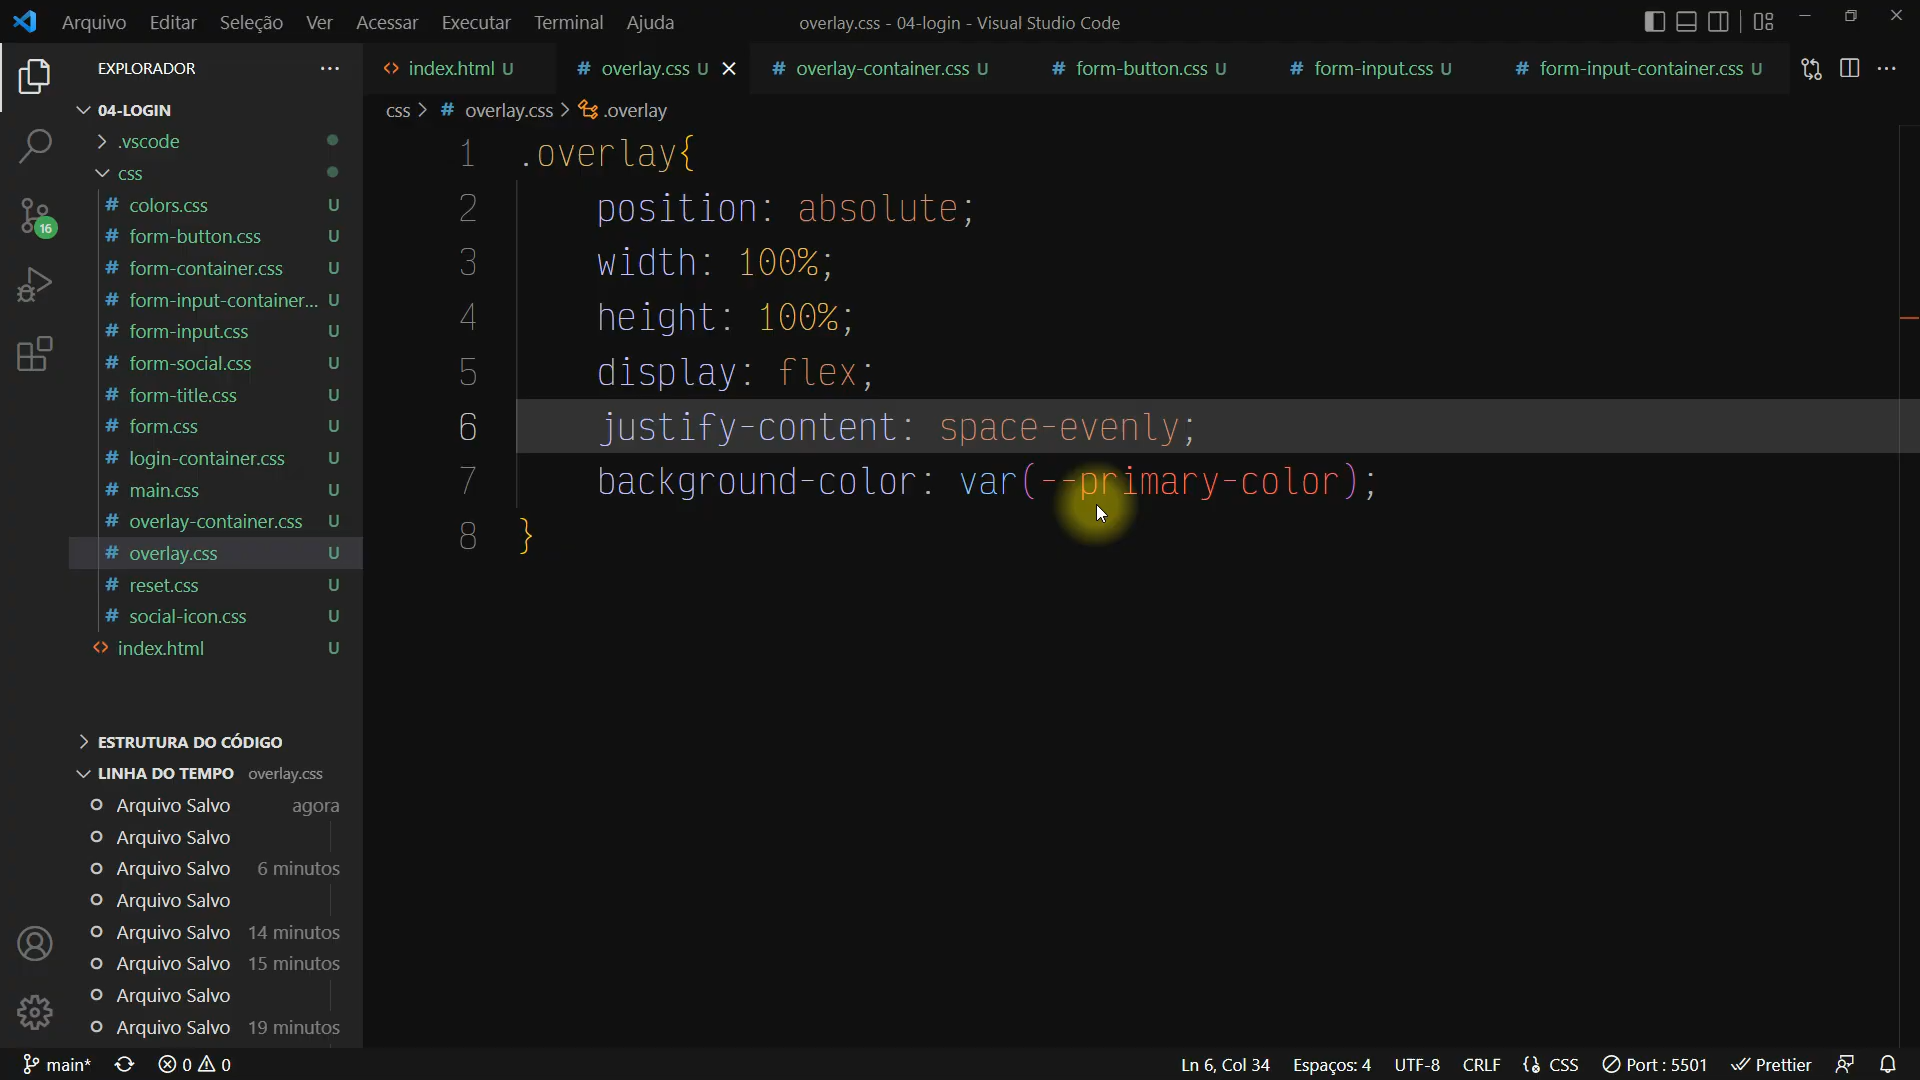 Arquivo Editar Seleção Ver Acessar Executar Terminal Ajuda
overlay.css - 04-login - Visual Studio Code
EXPLORADOR ...
index.html U
# overlay.css U
# overlay-container.css U
# form-button.css U
# form-input.css U
# form-input-container.css U
css > # overlay.css > .overlay
04-LOGIN
.vscode
css
# colors.css U
# form-button.css U
# form-container.css U
# form-input-container... U
# form-input.css U
# form-social.css U
# form-title.css U
# form.css U
# login-container.css U
# main.css U
# overlay-container.css U
# overlay.css U
# reset.css U
# social-icon.css U
<> index.html U
16
ESTRUTURA DO CÓDIGO
LINHA DO TEMPO overlay.css
Arquivo Salvo agora
Arquivo Salvo
Arquivo Salvo 6 minutos
Arquivo Salvo
Arquivo Salvo 14 minutos
Arquivo Salvo 15 minutos
Arquivo Salvo
Arquivo Salvo 19 minutos
1 .overlay{
2 position: absolute;
3 width: 100%;
4 height: 100%;
5 display: flex;
6 justify-content: space-evenly;
7 background-color: var(--primary-color);
8 }
main* 0 0
Ln 6, Col 34 Espaços: 4 UTF-8 CRLF {} CSS Port : 5501 Prettier